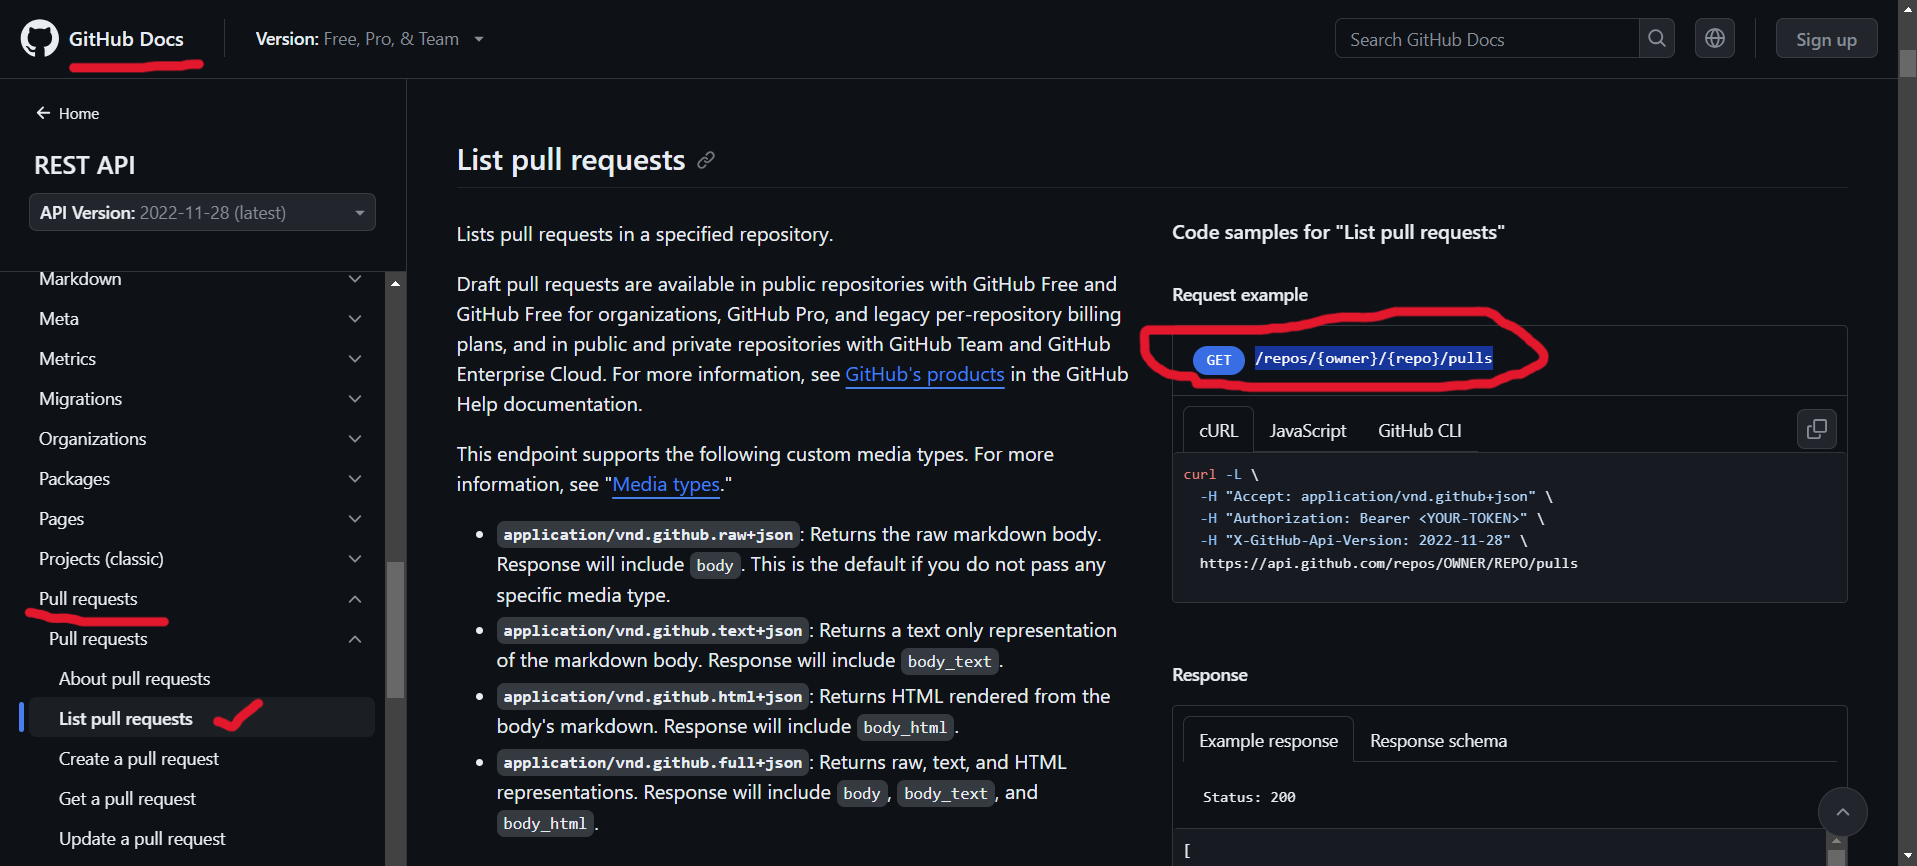 GitHub Docs
Version: Free, Pro, & Team
Search GitHub Docs
Sign up
Home
REST API
API Version: 2022-11-28 (latest)
Markdown
Meta
Metrics
Migrations
Organizations
Packages
Pages
Projects (classic)
Pull requests
Pull requests
About pull requests
List pull requests
Create a pull request
Get a pull request
Update a pull request
List pull requests
Lists pull requests in a specified repository.
Draft pull requests are available in public repositories with GitHub Free and
GitHub Free for organizations, GitHub Pro, and legacy per-repository billing
plans, and in public and private repositories with GitHub Team and GitHub
Enterprise Cloud. For more information, see GitHub's products in the GitHub
Help documentation.
This endpoint supports the following custom media types. For more
information, see "Media types."
• application/vnd.github.raw+json: Returns the raw markdown body.
Response will include body. This is the default if you do not pass any
specific media type.
• application/vnd.github.text+json: Returns a text only representation
of the markdown body. Response will include body_text.
• application/vnd.github.html+json: Returns HTML rendered from the
body's markdown. Response will include body_html.
• application/vnd.github.full+json: Returns raw, text, and HTML
representations. Response will include body, body_text, and
body_html.
Code samples for "List pull requests"
Request example
GET /repos/{owner}/{repo}/pulls
cURL JavaScript GitHub CLI
curl -L \
-H "Accept: application/vnd.github+json" \
-H "Authorization: Bearer <YOUR-TOKEN>" \
-H "X-GitHub-Api-Version: 2022-11-28" \
https://api.github.com/repos/OWNER/REPO/pulls
Response
Example response Response schema
Status: 200
[